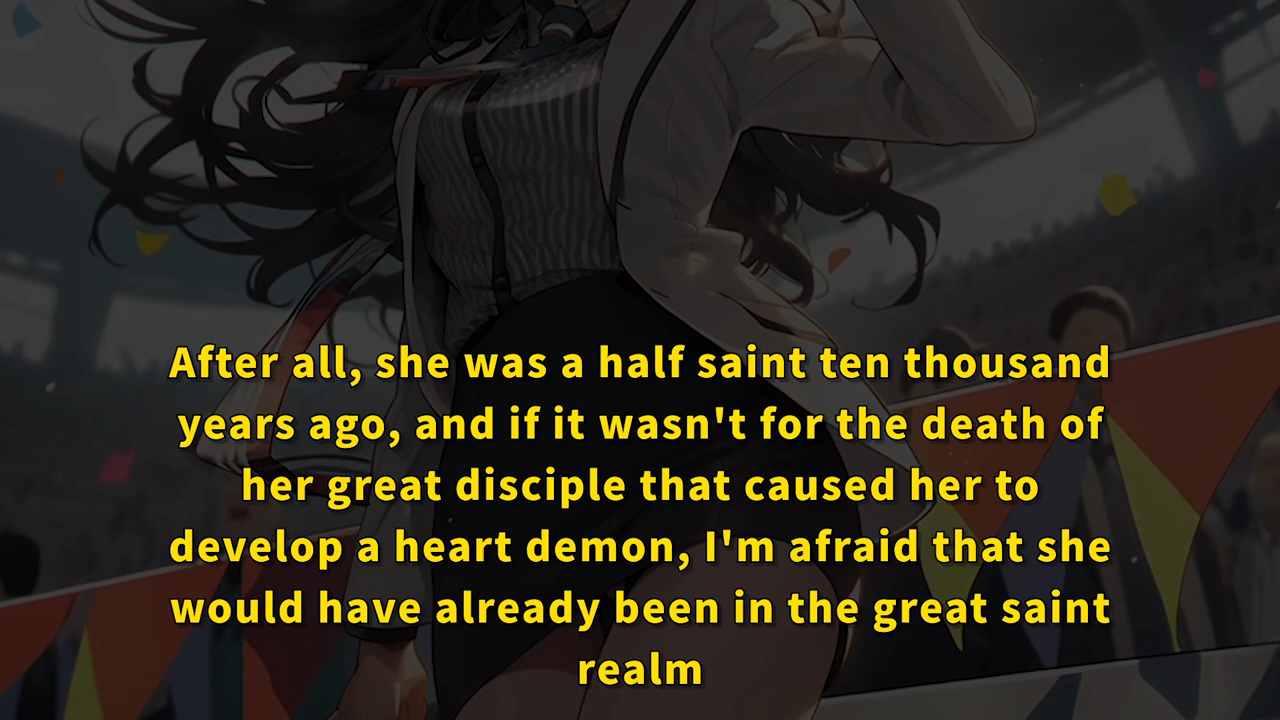 After all, she was a half saint ten thousand
years ago, and if it wasn't for the death of
her great disciple that caused her to
develop a heart demon, I'm afraid that she
would have already been in the great saint
realm